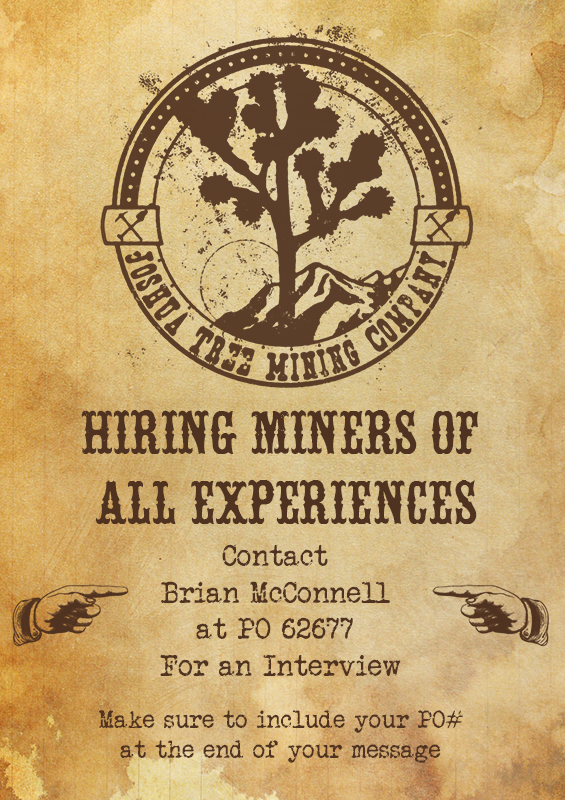 JOSHUA TREE MINING COMPANY
HIRING MINERS OF
ALL EXPERIENCES
Contact
Brian McConnell
at PO 62677
For an Interview
Make sure to include your PO#
at the end of your message